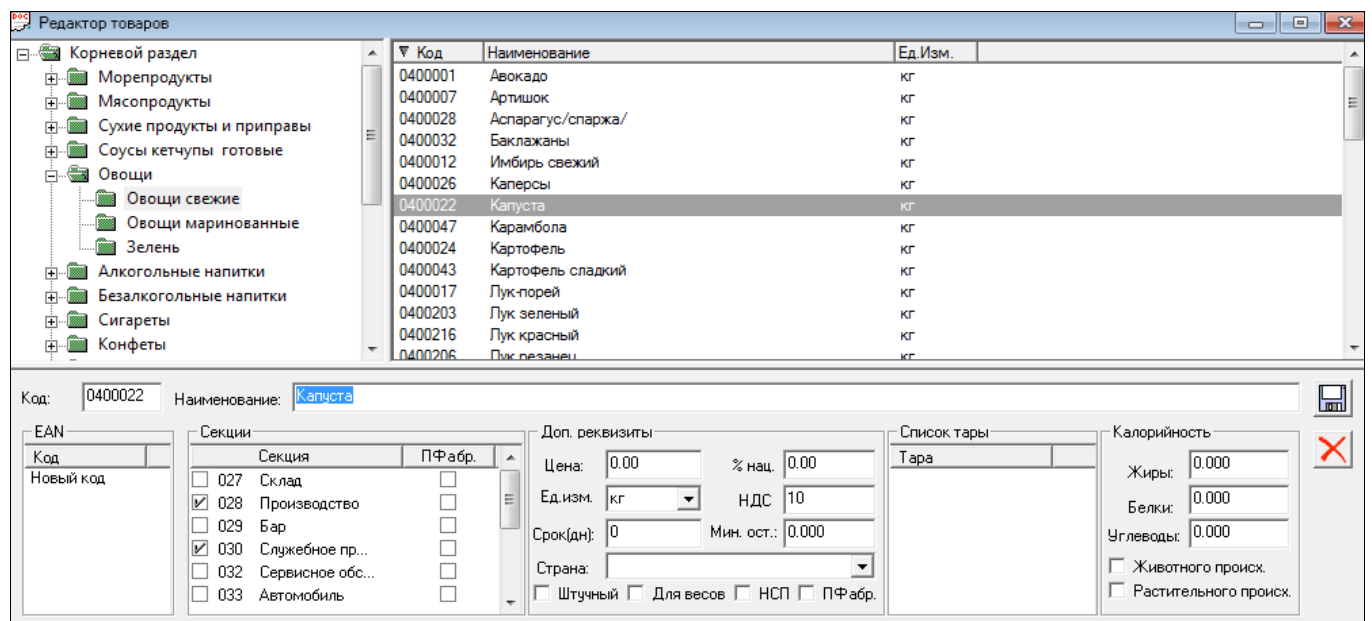 DOC Редактор товаров
Корневой раздел
Морепродукты
Мясопродукты
Сухие продукты и приправы
Соусы кетчупы готовые
Овощи
Овощи свежие
Овощи маринованные
Зелень
Алкогольные напитки
Безалкогольные напитки
Сигареты
Конфеты
Код Наименование Ед.Изм.
0400001 Авокадо кг
0400007 Артишок кг
0400028 Аспарагус/спаржа/ кг
0400032 Баклажаны кг
0400012 Имбирь свежий кг
0400026 Каперсы кг
0400022 Капуста кг
0400047 Карамбола кг
0400024 Картофель кг
0400043 Картофель сладкий кг
0400017 Лук-порей кг
0400203 Лук зеленый кг
0400216 Лук красный кг
0400206 Лук резанец кг
Код: 0400022 Наименование: Капуста
EAN
Код
Новый код
Секции
Секция ПФабр.
027 Склад
028 Производство
029 Бар
030 Служебное пр...
032 Сервисное обс...
033 Автомобиль
Доп. реквизиты
Цена: 0.00 % нац. 0.00
Ед.изм. кг НДС 10
Срок(дн): 0 Мин. ост.: 0.000
Страна:
Штучный Для весов НСП ПФабр.
Список тары
Тара
Калорийность
Жиры: 0.000
Белки: 0.000
Углеводы: 0.000
Животного происх.
Растительного происх.